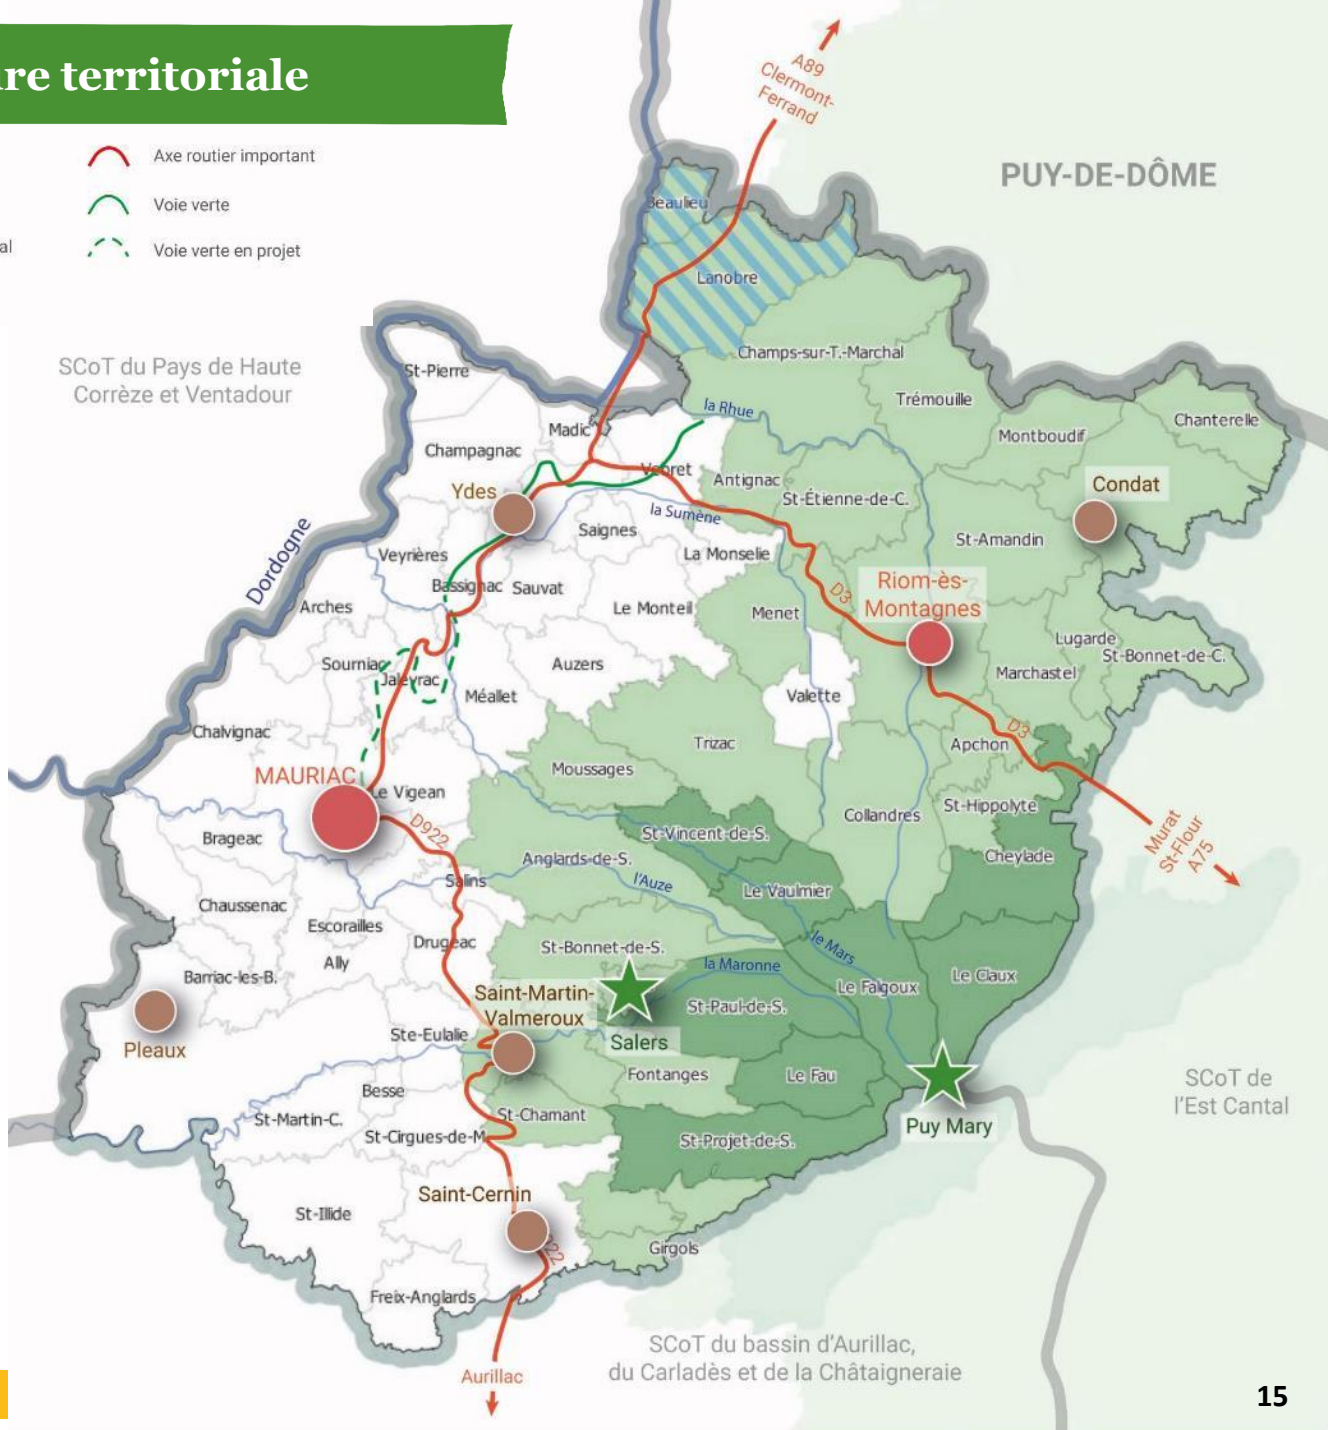 re territoriale
Axe routier important
Voie verte
al
Voie verte en projet
A89
Clermont-
Ferrand
PUY-DE-DÔME
Beaulieu
Lanobre
SCoT du Pays de Haute
Corrèze et Ventadour
St-Pierre
Champs-sur-T.-Marchal
Trémouille
la Rhue
Chanterelle
Madic
Montboudif
Champagnac
Vebret
Antignac
Condat
Ydes
St-Étienne-de-C.
la Sumène
Saignes
St-Amandin
Dordogne
Veyrières
La Monselie
Bassignac
Sauvat
Riom-ès-
Montagnes
D3
Arches
Le Monteil
Menet
Lugarde
St-Bonnet-de-C.
Sourniac
Auzers
Marchastel
Jaleyrac
Méallet
Valette
Chalvignac
Trizac
D3
Apchon
MAURIAC
Moussages
Le Vigean
St-Hippolyte
Collandres
Murat
St-Flour
A75
D922
Brageac
St-Vincent-de-S.
Cheylade
Anglards-de-S.
l'Auze
Salins
Le Vaulmier
Chaussenac
Escorailles
Drugeac
St-Bonnet-de-S.
le Mars
Ally
la Maronne
Barriac-les-B.
Le Claux
Le Falgoux
Saint-Martin-
Valmeroux
St-Paul-de-S.
Ste-Eulalie
Salers
Pleaux
Fontanges
Le Fau
SCoT de
l'Est Cantal
Besse
St-Martin-C.
St-Chamant
Puy Mary
St-Cirgues-de-M.
St-Projet-de-S.
Saint-Cernin
St-Illide
22
Girgols
Freix-Anglards
SCoT du bassin d'Aurillac,
du Carladès et de la Châtaigneraie
Aurillac
15